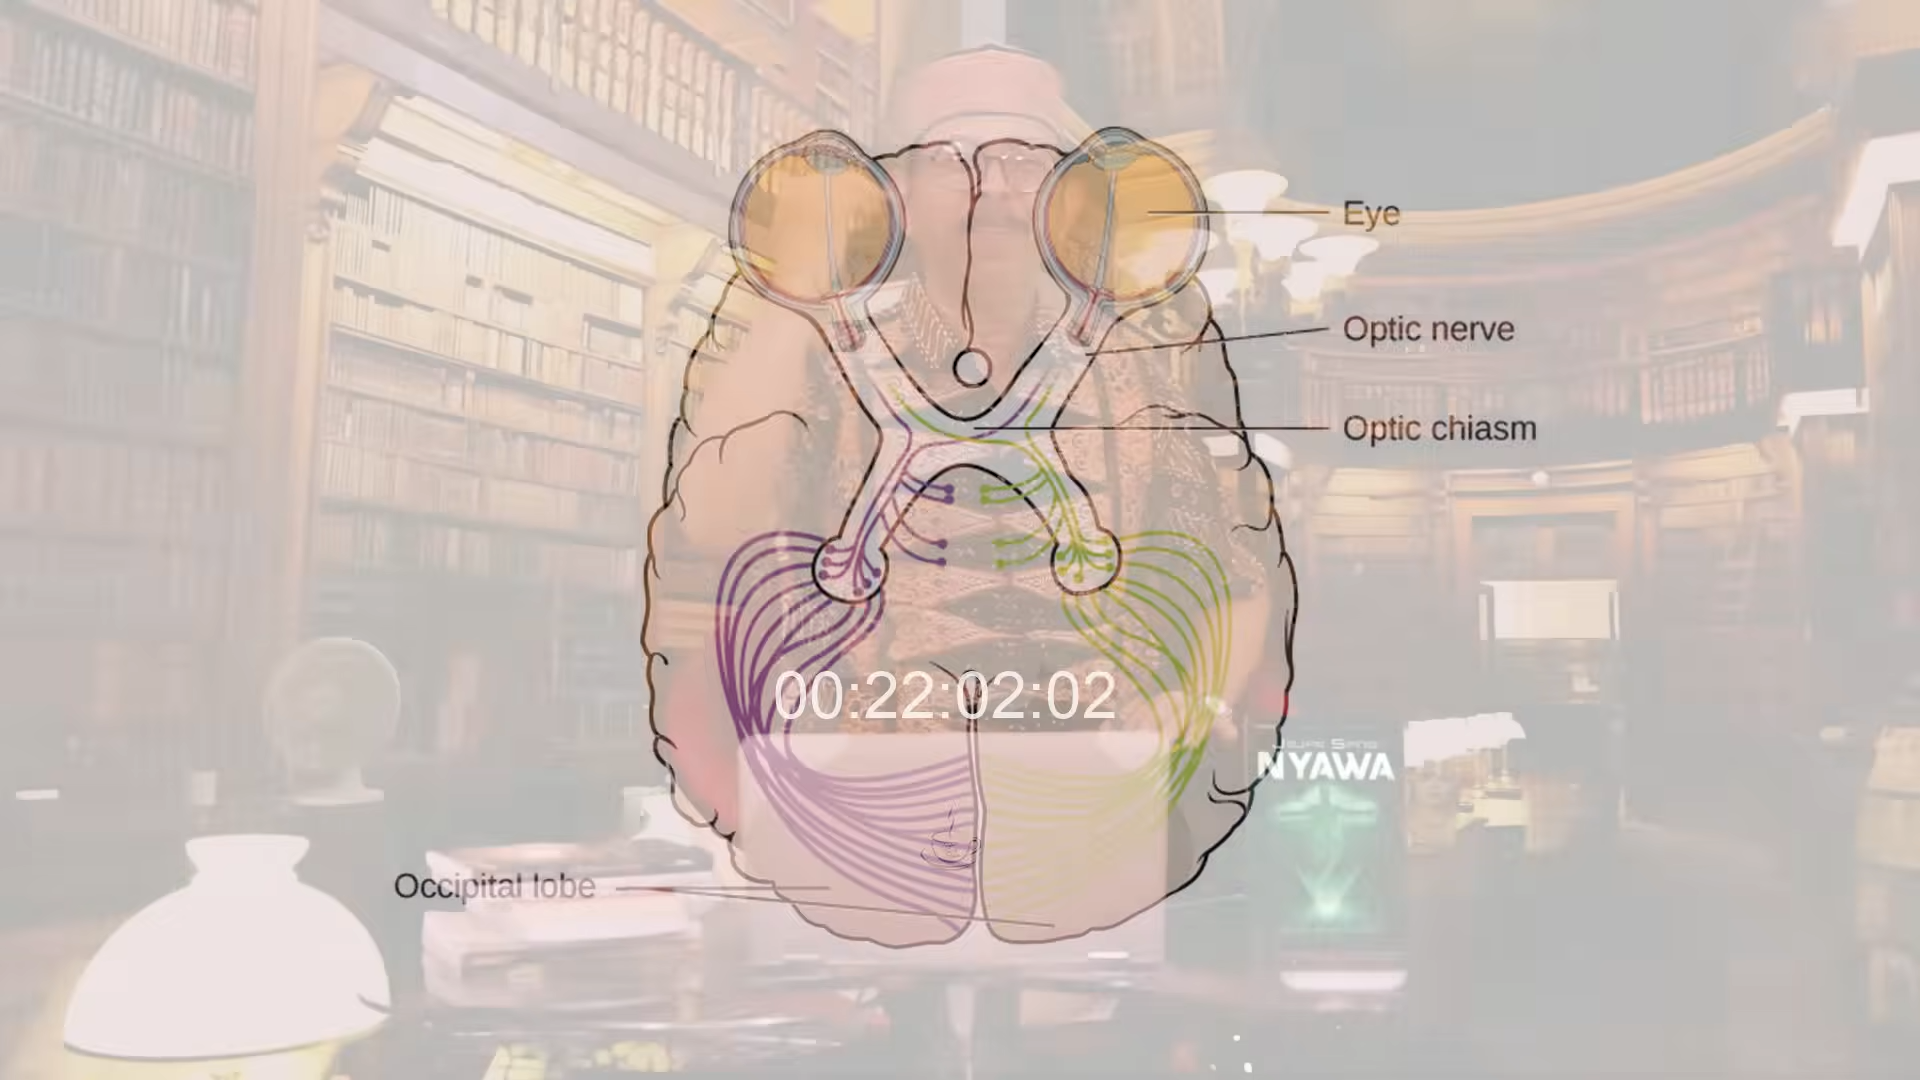 Eye
Optic nerve
Optic chiasm
00:22:02:02
NYAWA
Occipital lobe